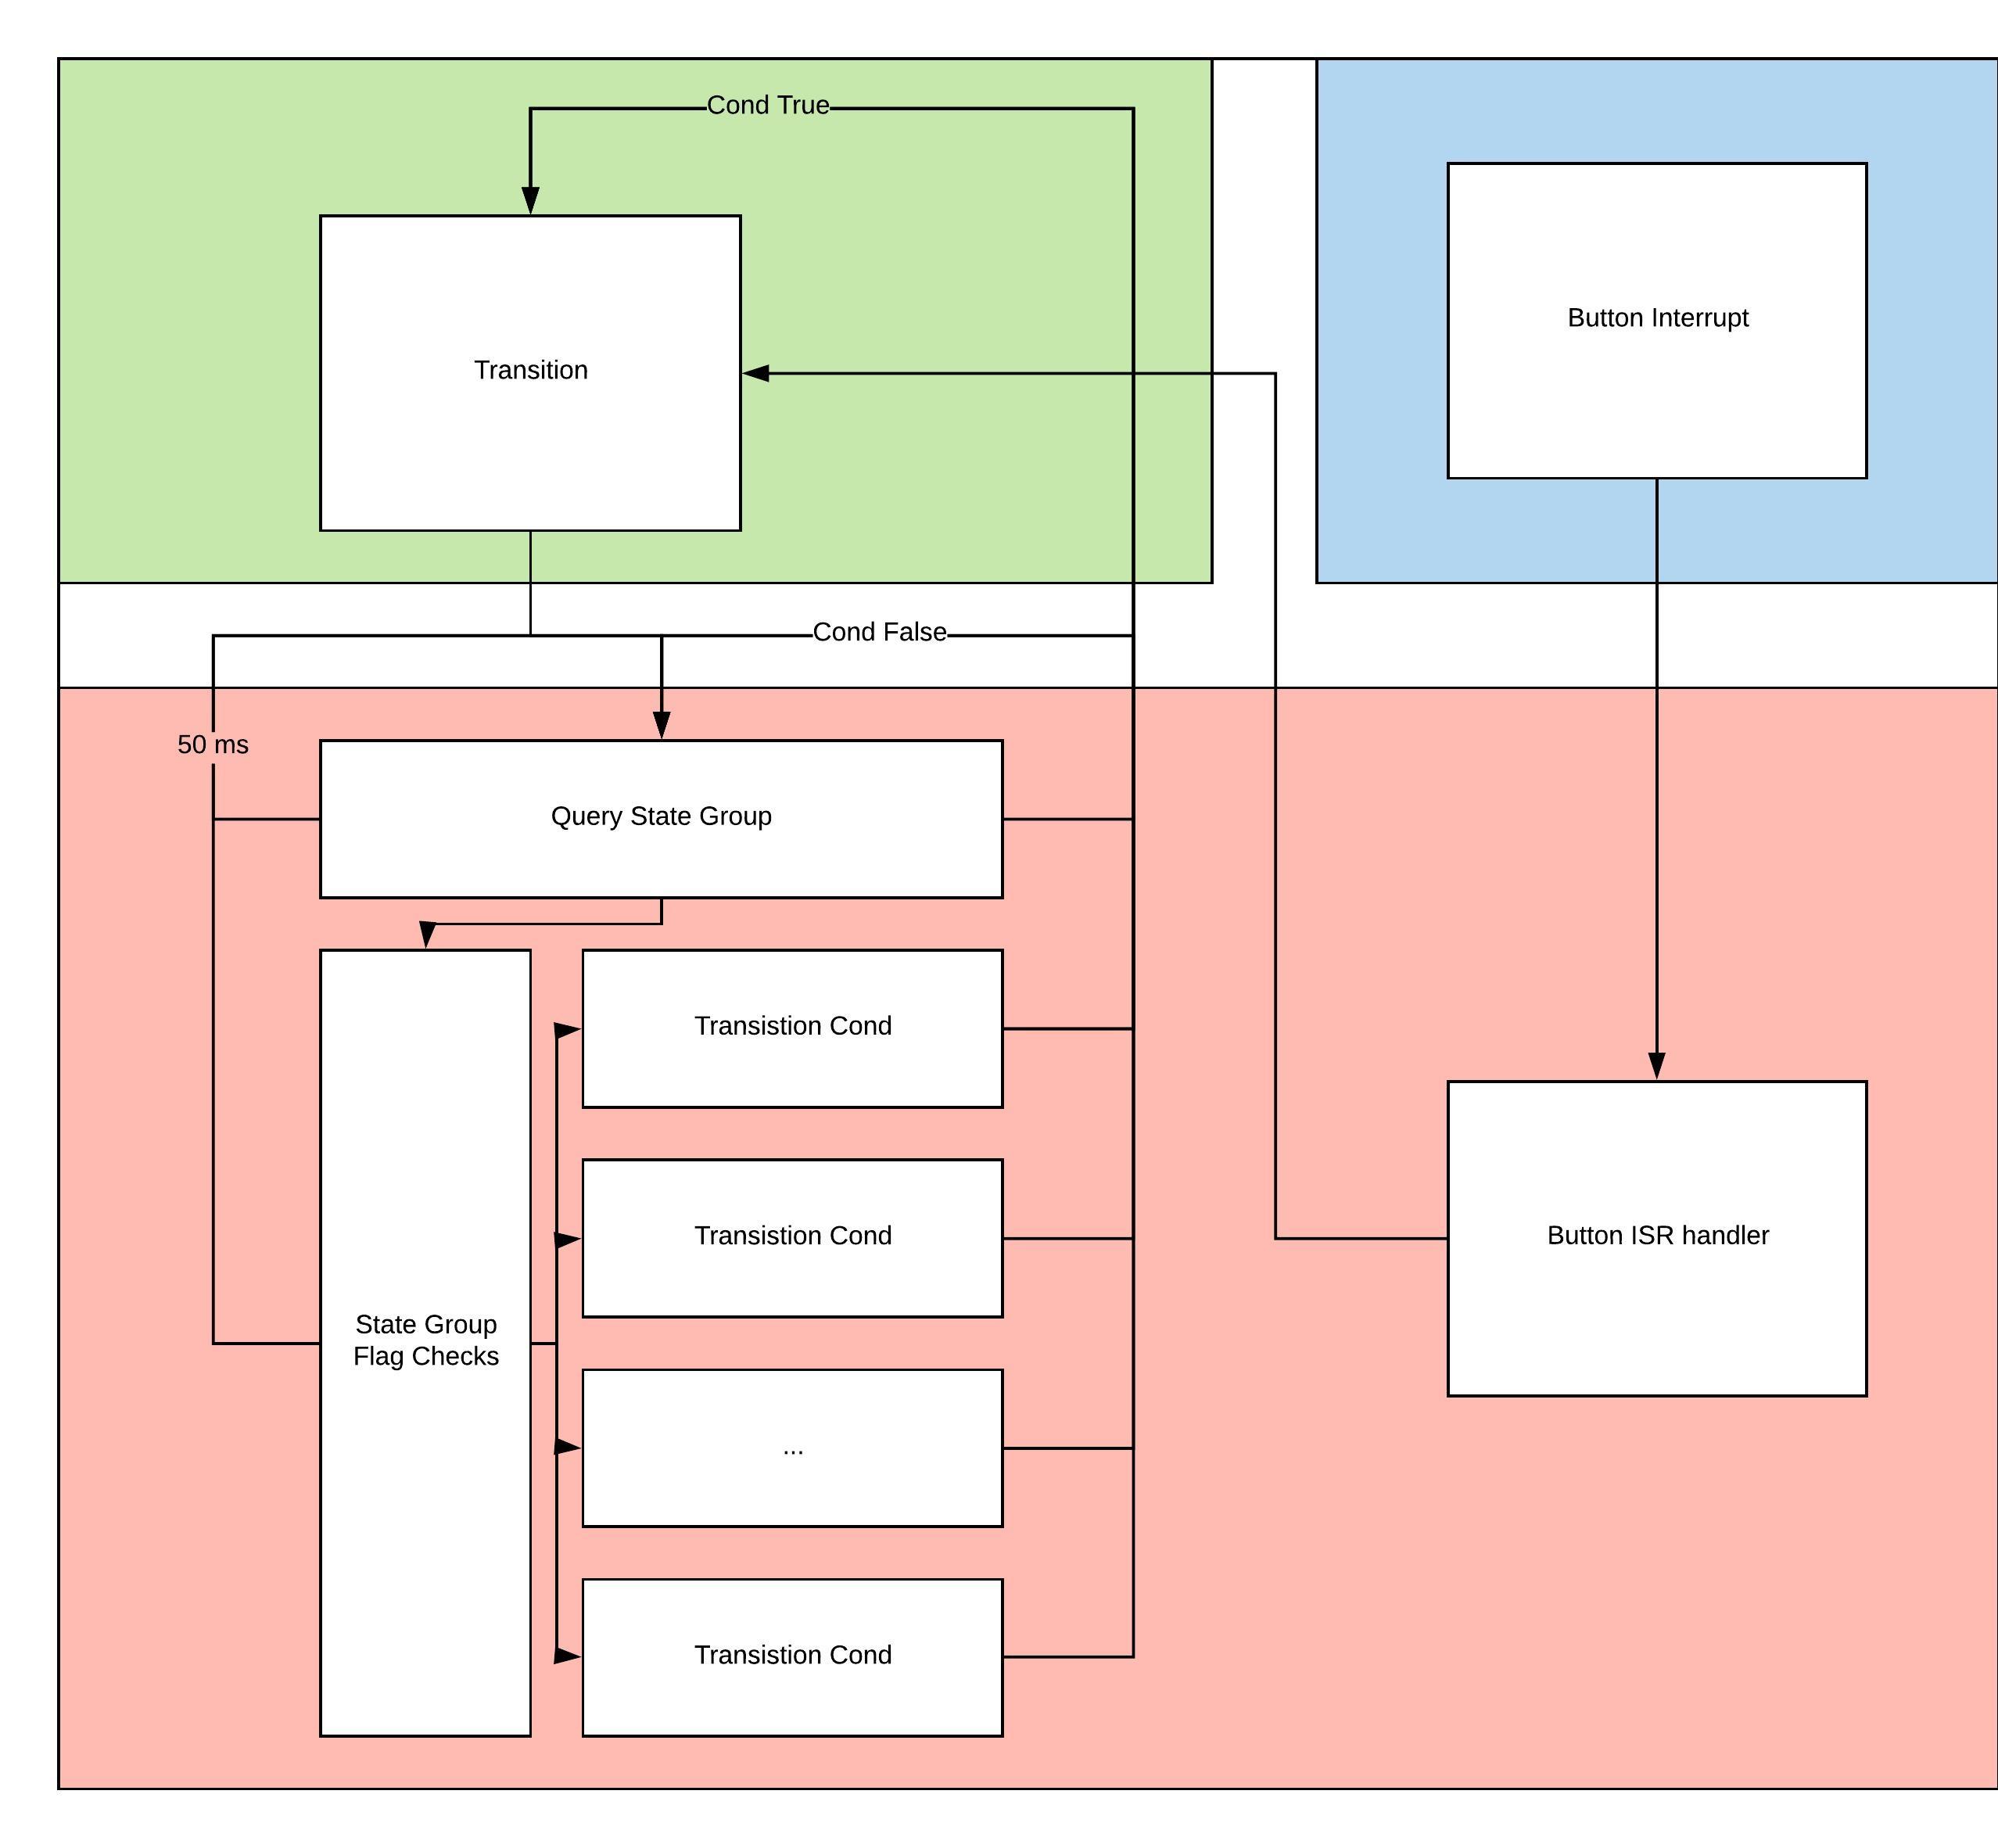 Cond True
Button Interrupt
Transition
Cond False
50 ms
Query State Group
Transistion Cond
Transistion Cond
Button ISR handler
State Group
Flag Checks
...
Transistion Cond